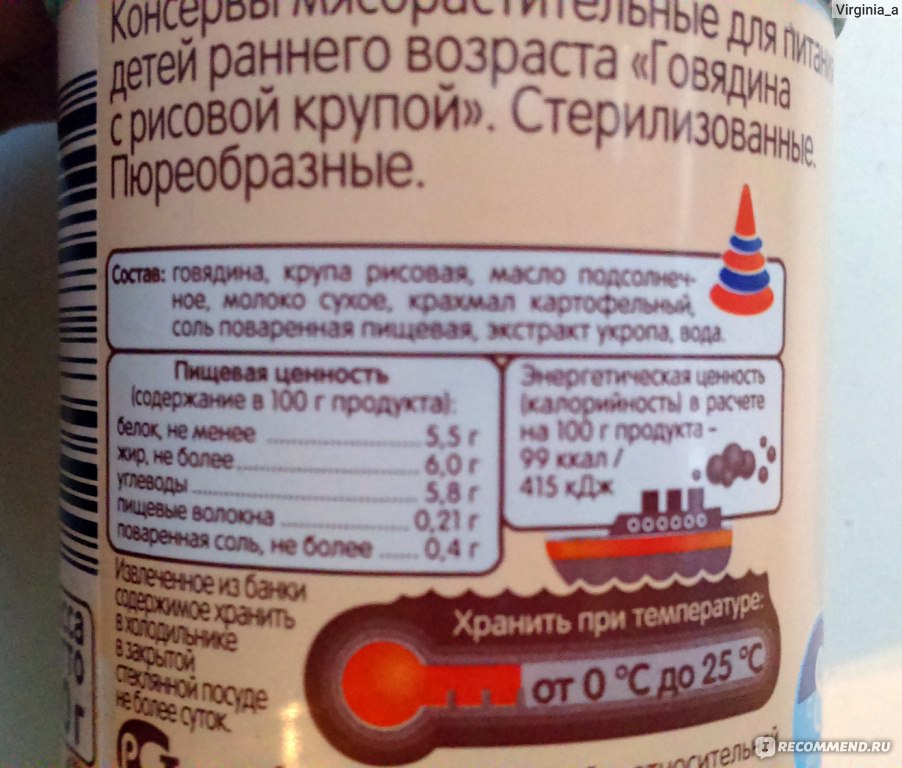 Virginia_a
Консервы мясорастительные для питания
детей раннего возраста «Говядина
с рисовой крупой». Стерилизованные.
Пюреобразные.
Состав: говядина, крупа рисовая, масло подсолнеч-
ное, молоко сухое, крахмал картофельный,
соль поваренная пищевая, экстракт укропа, вода.
Пищевая ценность
(содержание в 100 г продукта):
белок, не менее ........ 5,5 г
жир, не более ........ 6,0 г
углеводы ........ 5,8 г
пищевые волокна ........ 0,21 г
поваренная соль, не более ..... 0,4 г
Энергетическая ценность
(калорийность) в расчете
на 100 г продукта –
99 ккал /
415 кДж
Извлеченное из банки
содержимое хранить
в холодильнике
в закрытой
стеклянной посуде
не более суток.
Хранить при температуре:
от 0 °С до 25 °С
РСТ
относительной
RECOMMEND.RU